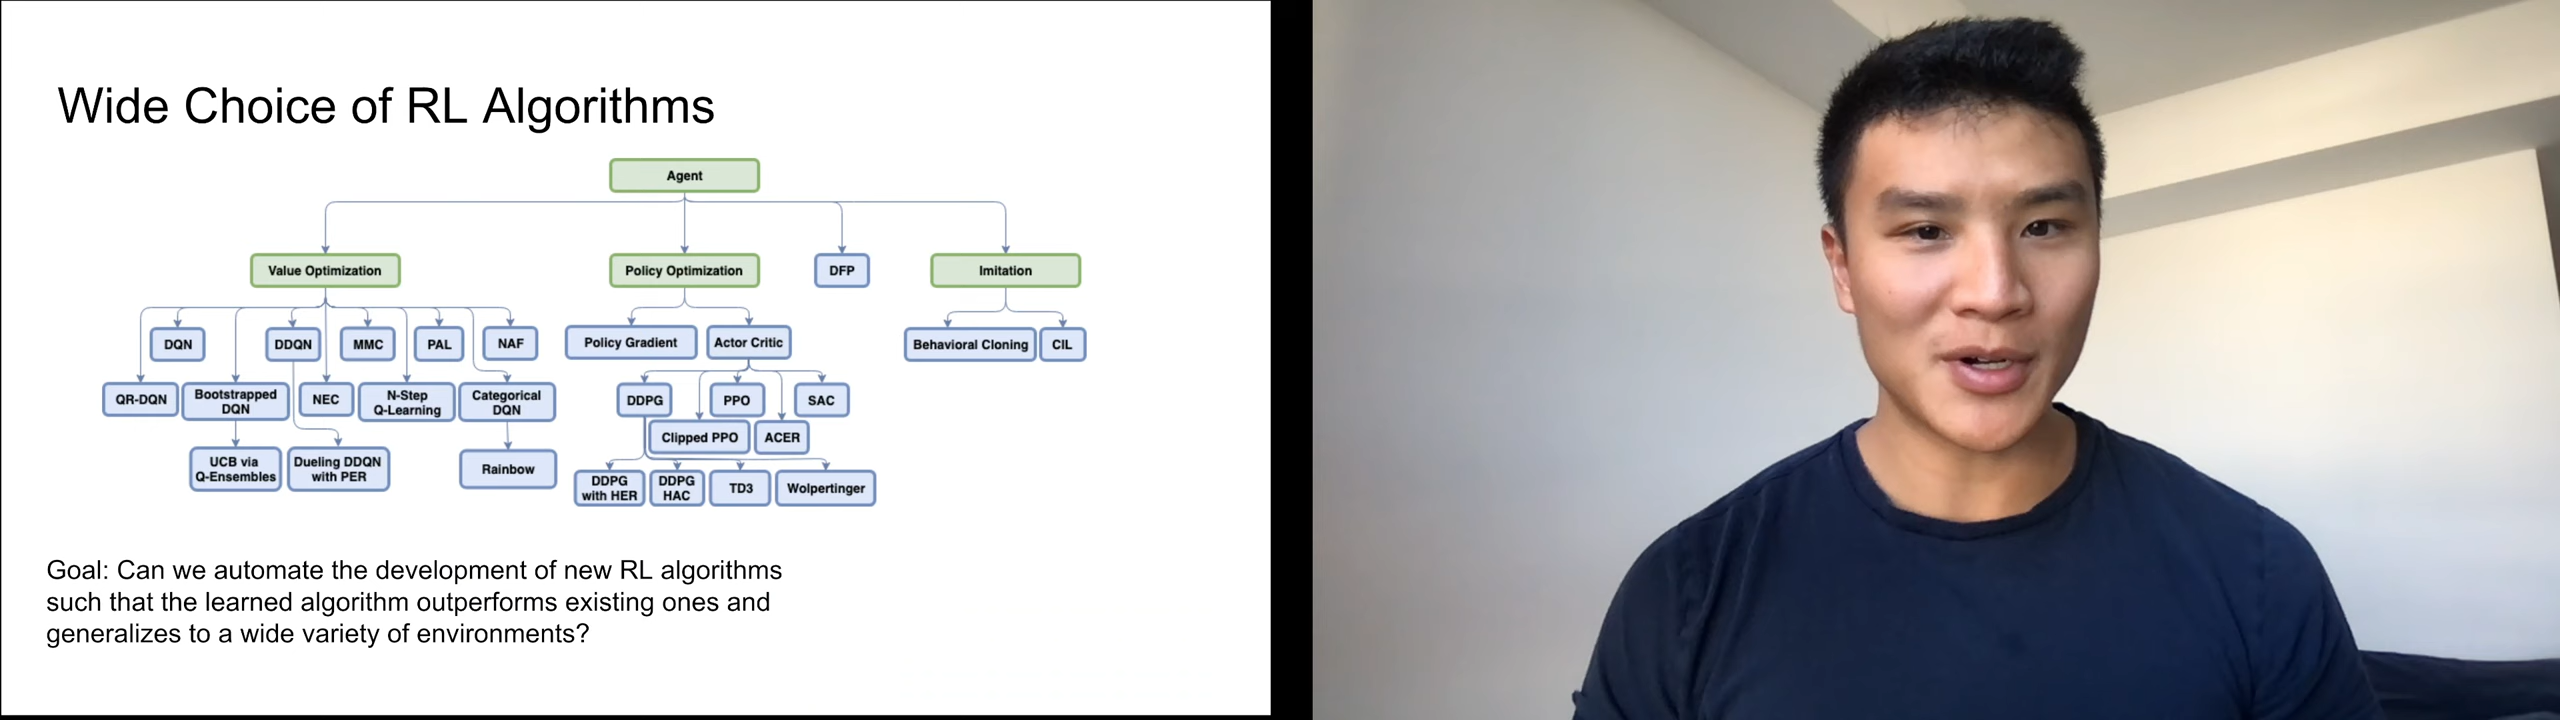 Wide Choice of RL Algorithms
Agent
Value Optimization
Policy Optimization
DFP
Imitation
DQN
DDQN
MMC
PAL
NAF
Policy Gradient
Actor Critic
Behavioral Cloning
CIL
QR-DQN
Bootstrapped
DQN
NEC
N-Step
Q-Learning
Categorical
DQN
DDPG
PPO
SAC
Clipped PPO
ACER
UCB via
Q-Ensembles
Dueling DDQN
with PER
Rainbow
DDPG
with HER
DDPG
HAC
TD3
Wolpertinger
Goal: Can we automate the development of new RL algorithms
such that the learned algorithm outperforms existing ones and
generalizes to a wide variety of environments?